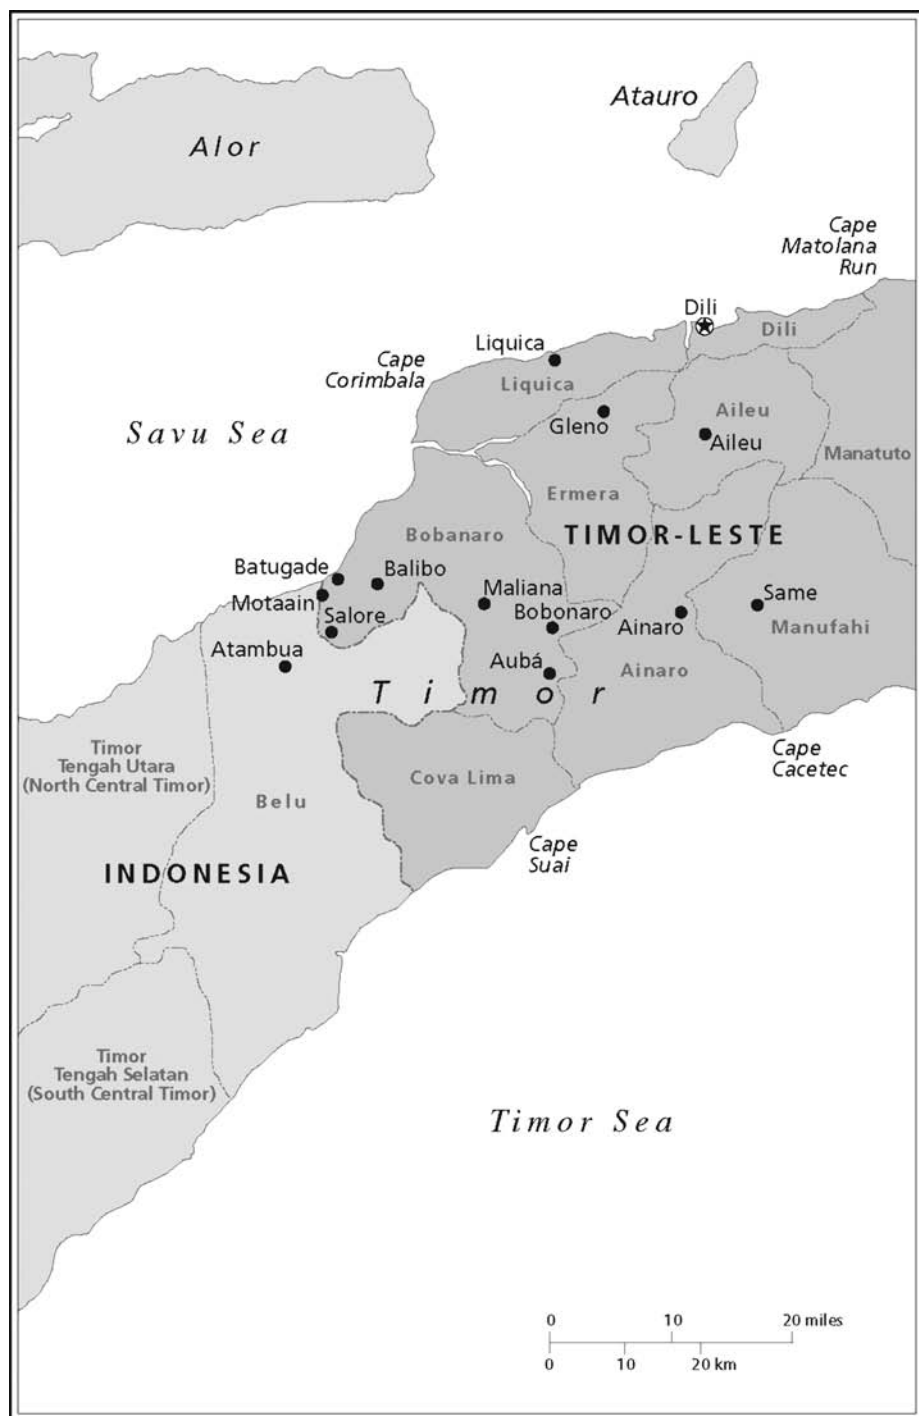 Alor
Atauro
Cape
Matolana
Run
Dili
Dili
Liquica
Cape
Corimbala
Liquica
Aileu
Gleno
Aileu
Savu Sea
Manatuto
Ermera
TIMOR-LESTE
Bobanaro
Batugade
Balibo
Motaain
Maliana
Same
Salore
Bobonaro
Ainaro
Manufahi
Atambua
Aubá
Ainaro
Timor
Timor
Tengah Utara
(North Central Timor)
Cape
Cacetec
Cova Lima
Belu
Cape
Suai
INDONESIA
Timor
Tengah Selatan
(South Central Timor)
Timor Sea
0 10 20 miles
0 10 20 km